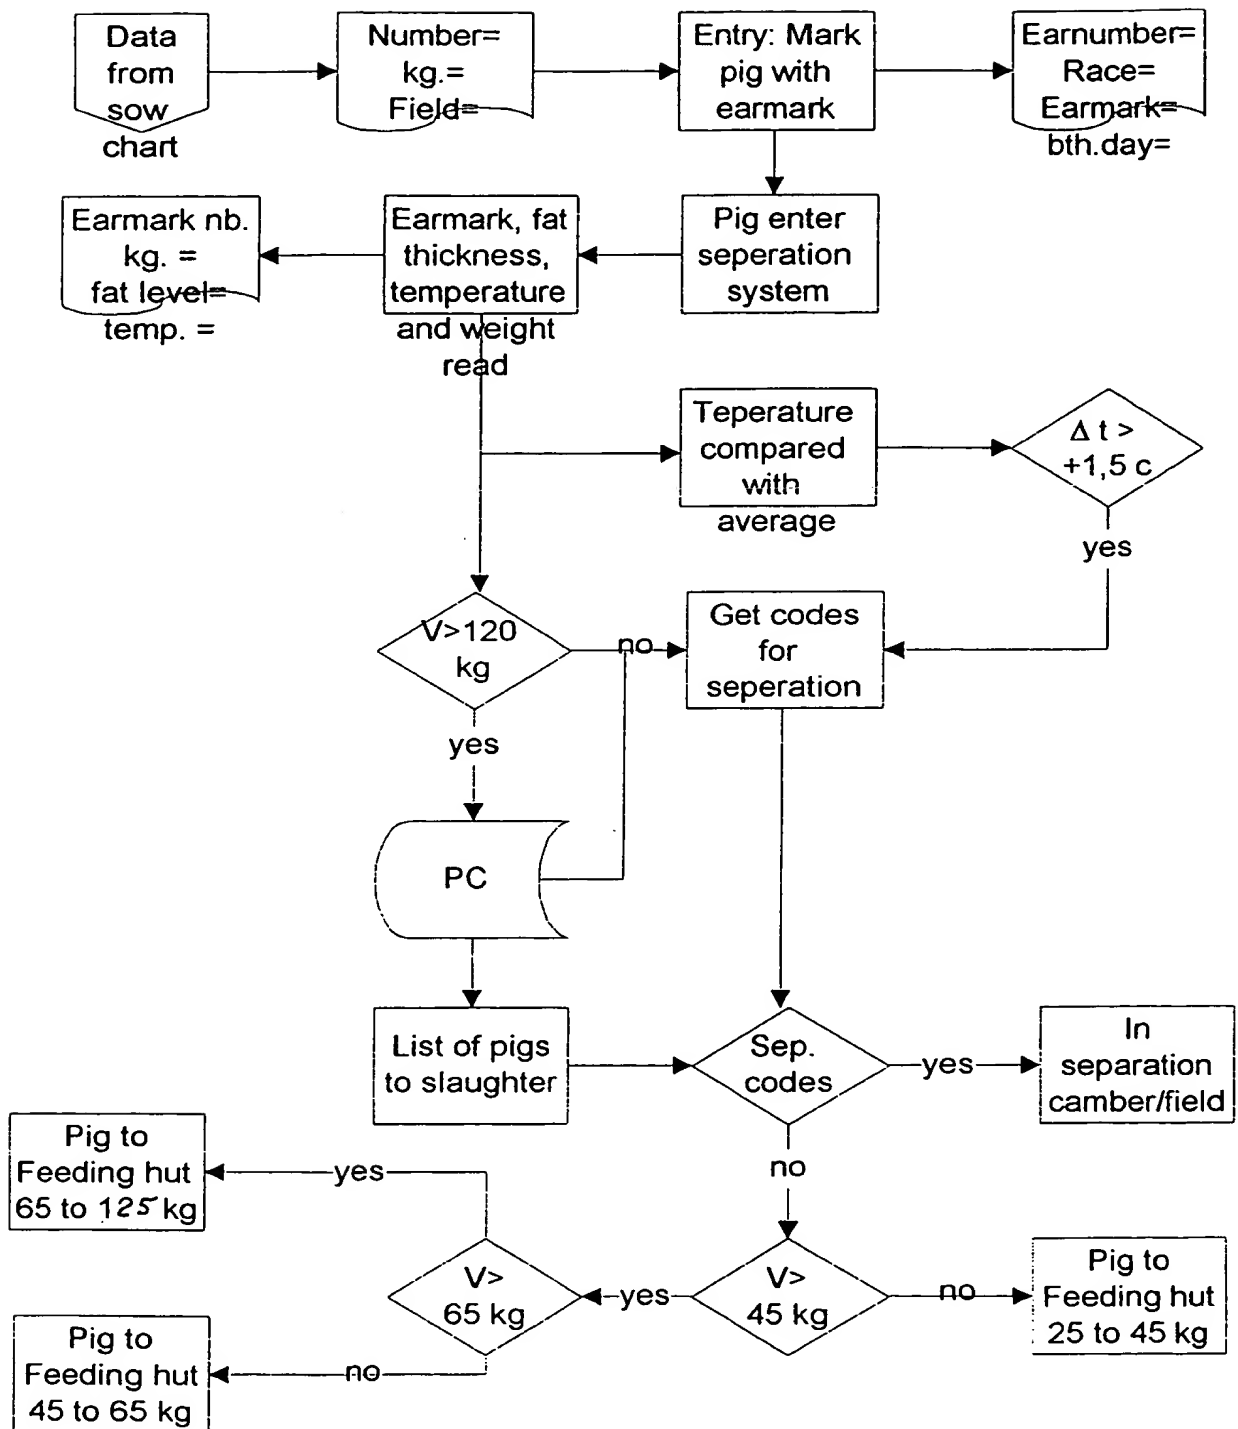 Data
from
sow
chart
Number=
kg.=
Field=
Entry: Mark
pig with
earmark
Earnumber=
Race=
Earmark=
bth.day=
Earmark nb.
kg. =
fat level=
temp. =
Earmark, fat
thickness,
temperature
and weight
read
Pig enter
seperation
system
Teperature
compared
with
average
Δ t >
+1,5 c
yes
V>120
kg
no
Get codes
for
seperation
yes
PC
List of pigs
to slaughter
Sep.
codes
yes
In
separation
camber/field
no
Pig to
Feeding hut
65 to 125 kg
yes
V>
65 kg
yes
V>
45 kg
no
Pig to
Feeding hut
25 to 45 kg
Pig to
Feeding hut
45 to 65 kg
no